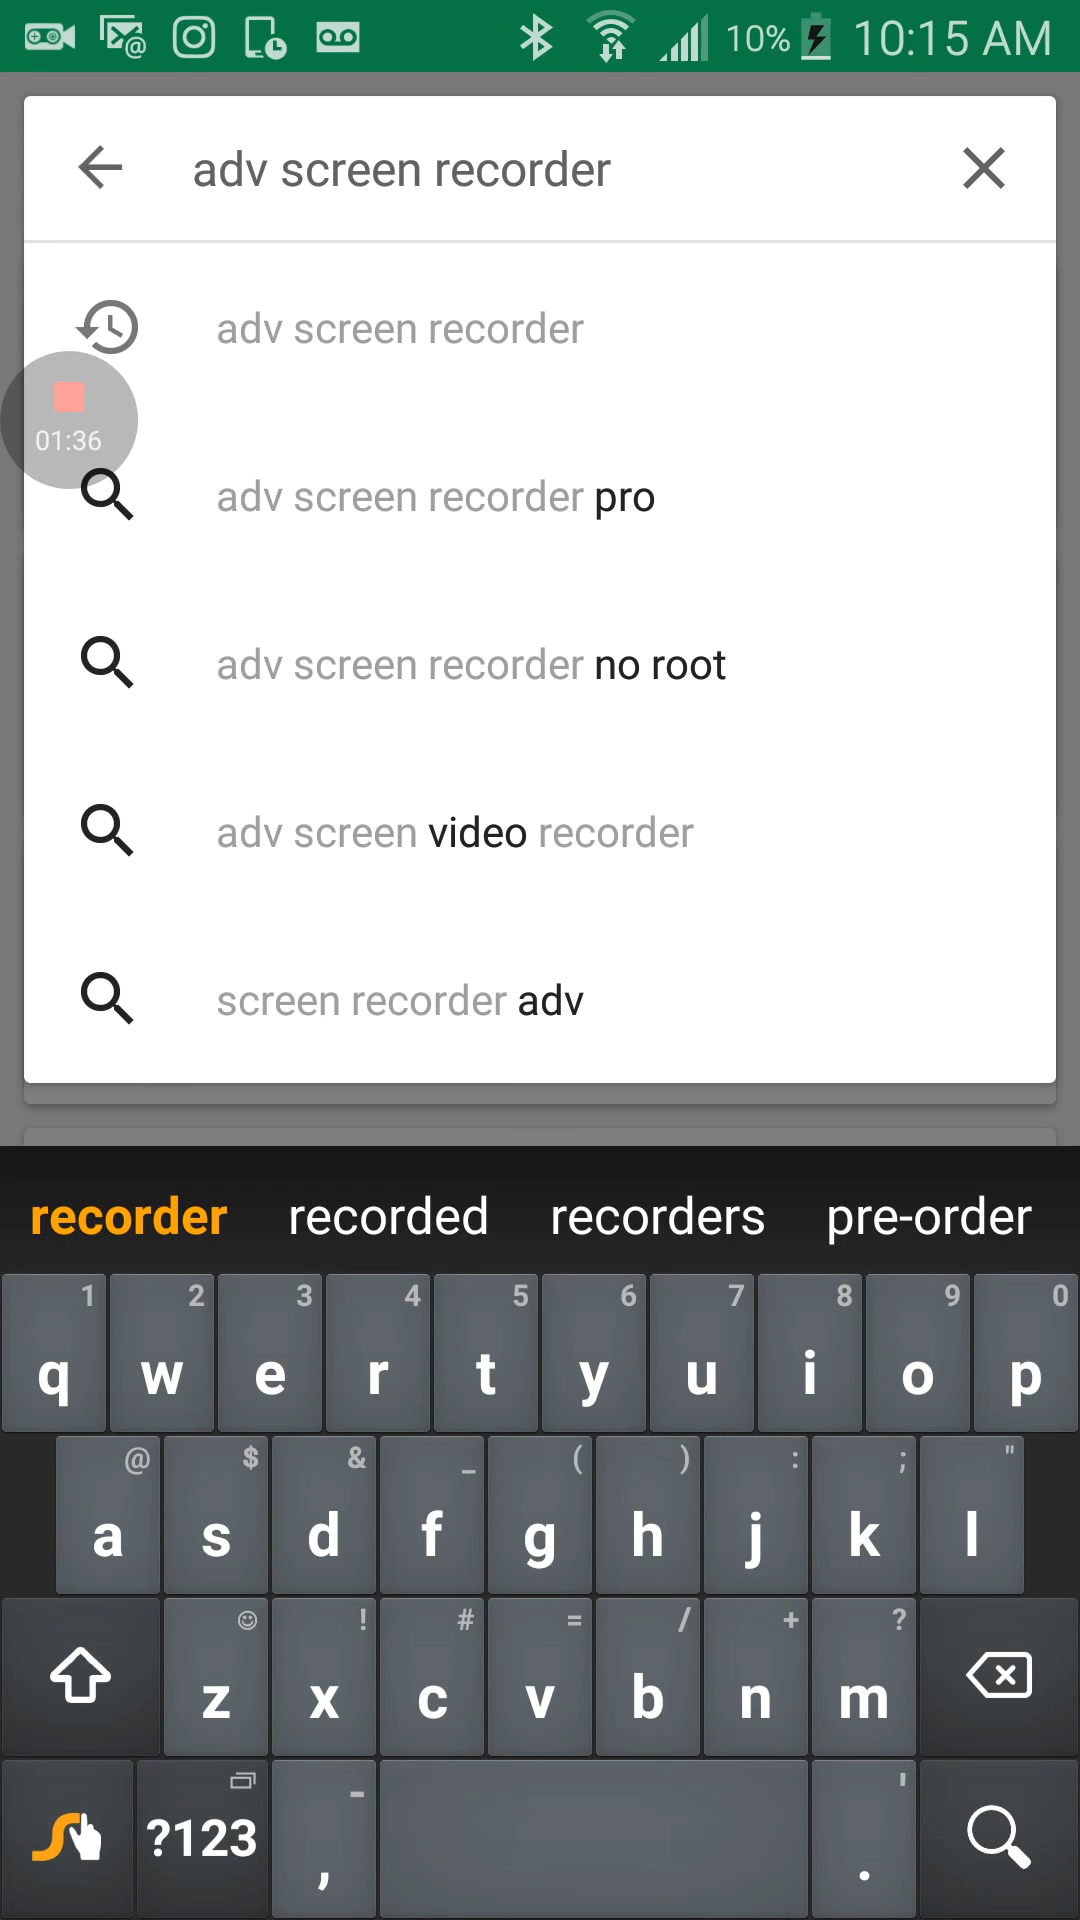 10% 10:15 AM
adv screen recorder
adv screen recorder
01:36
adv screen recorder pro
adv screen recorder no root
adv screen video recorder
screen recorder adv
recorder recorded recorders pre-order
1 2 3 4 5 6 7 8 9 0
q w e r t y u i o p
@ $ & _ ( ) : ; "
a s d f g h j k l
! # = / + ?
z x c v b n m
- '
?123 , .